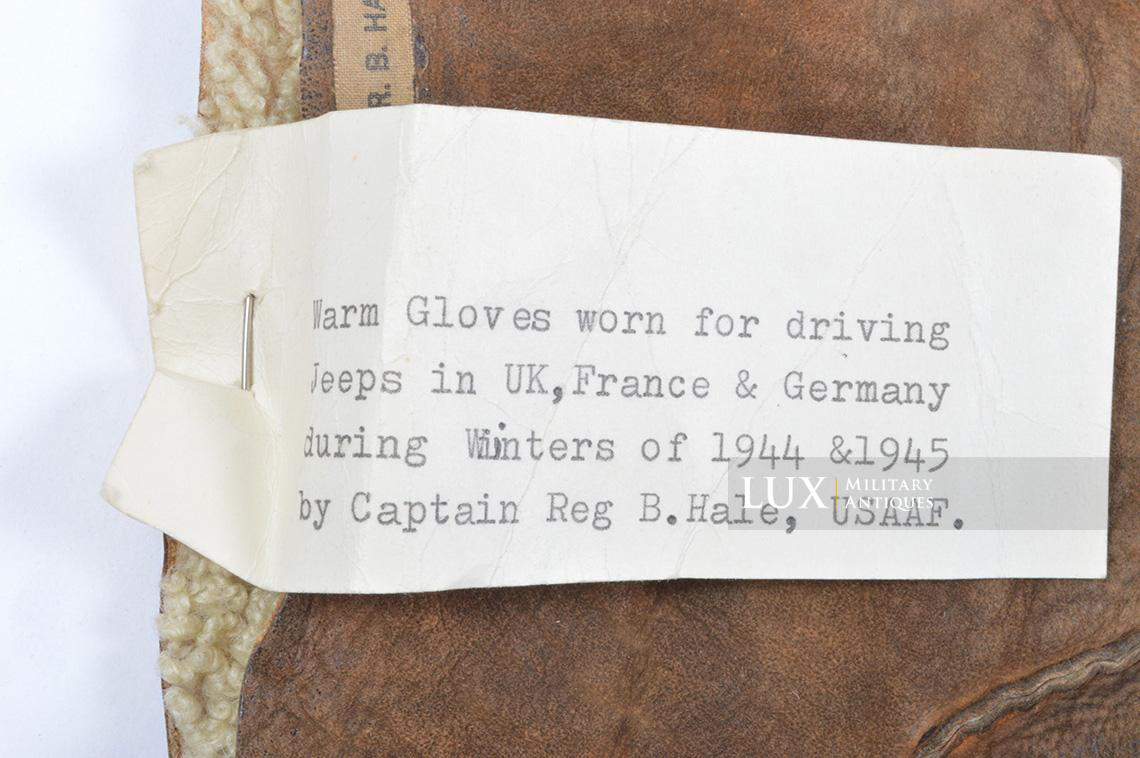 R. B. HA
Warm Gloves worn for driving
Jeeps in UK,France & Germany
during Winters of 1944 &1945
by Captain Reg B.Hale, USAAF.
LUX MILITARY ANTIQUES